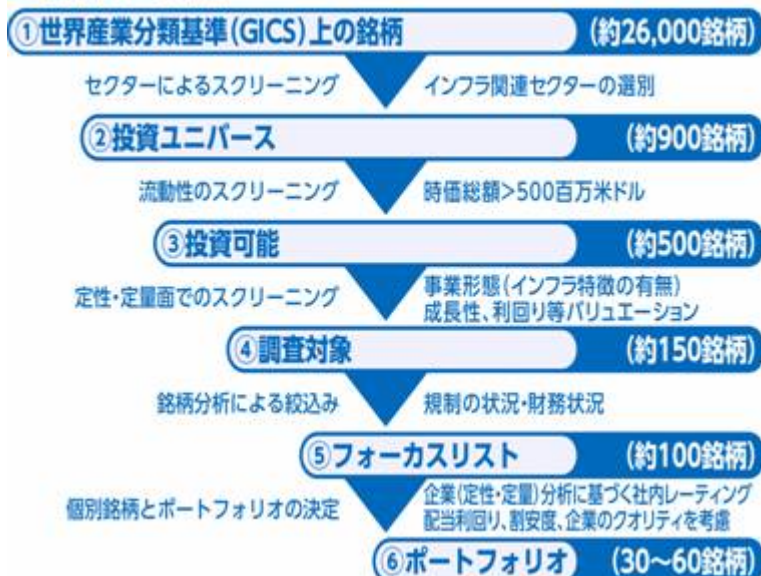 ①世界産業分類基準(GICS)上の銘柄 (約26,000銘柄)
セクターによるスクリーニング インフラ関連セクターの選別
②投資ユニバース (約900銘柄)
流動性のスクリーニング 時価総額>500百万米ドル
③投資可能 (約500銘柄)
定性・定量面でのスクリーニング 事業形態(インフラ特徴の有無)
成長性、利回り等バリュエーション
④調査対象 (約150銘柄)
銘柄分析による絞込み 規制の状況・財務状況
⑤フォーカスリスト (約100銘柄)
個別銘柄とポートフォリオの決定 企業(定性・定量)分析に基づく社内レーティング
配当利回り、割安度、企業のクオリティを考慮
⑥ポートフォリオ (30~60銘柄)